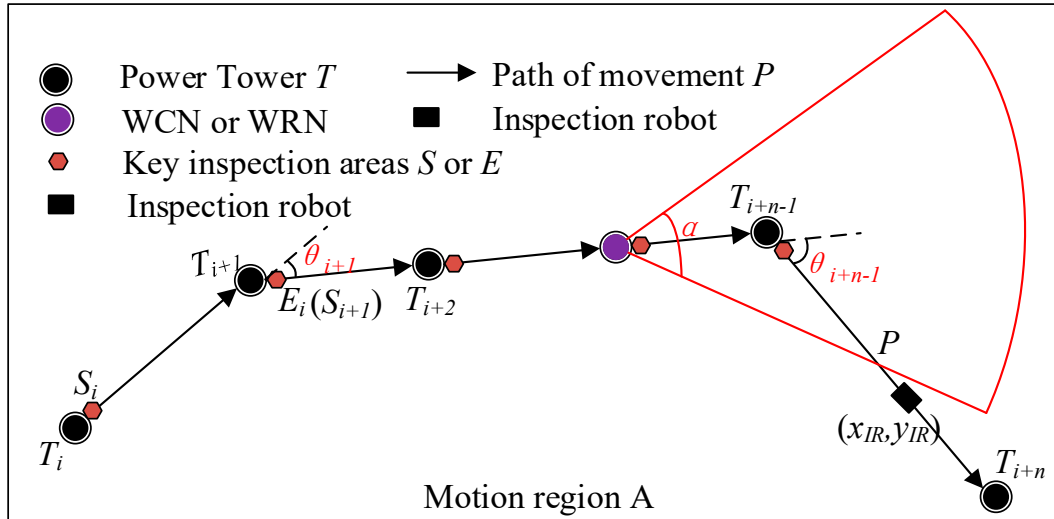 Power Tower T
Path of movement P
WCN or WRN
Inspection robot
Key inspection areas S or E
Inspection robot
T_{i+n-1}
α
T_{i+1}
θ_{i+1}
θ_{i+n-1}
E_i (S_{i+1})
T_{i+2}
P
S_i
(x_{IR},y_{IR})
T_i
T_{i+n}
Motion region A